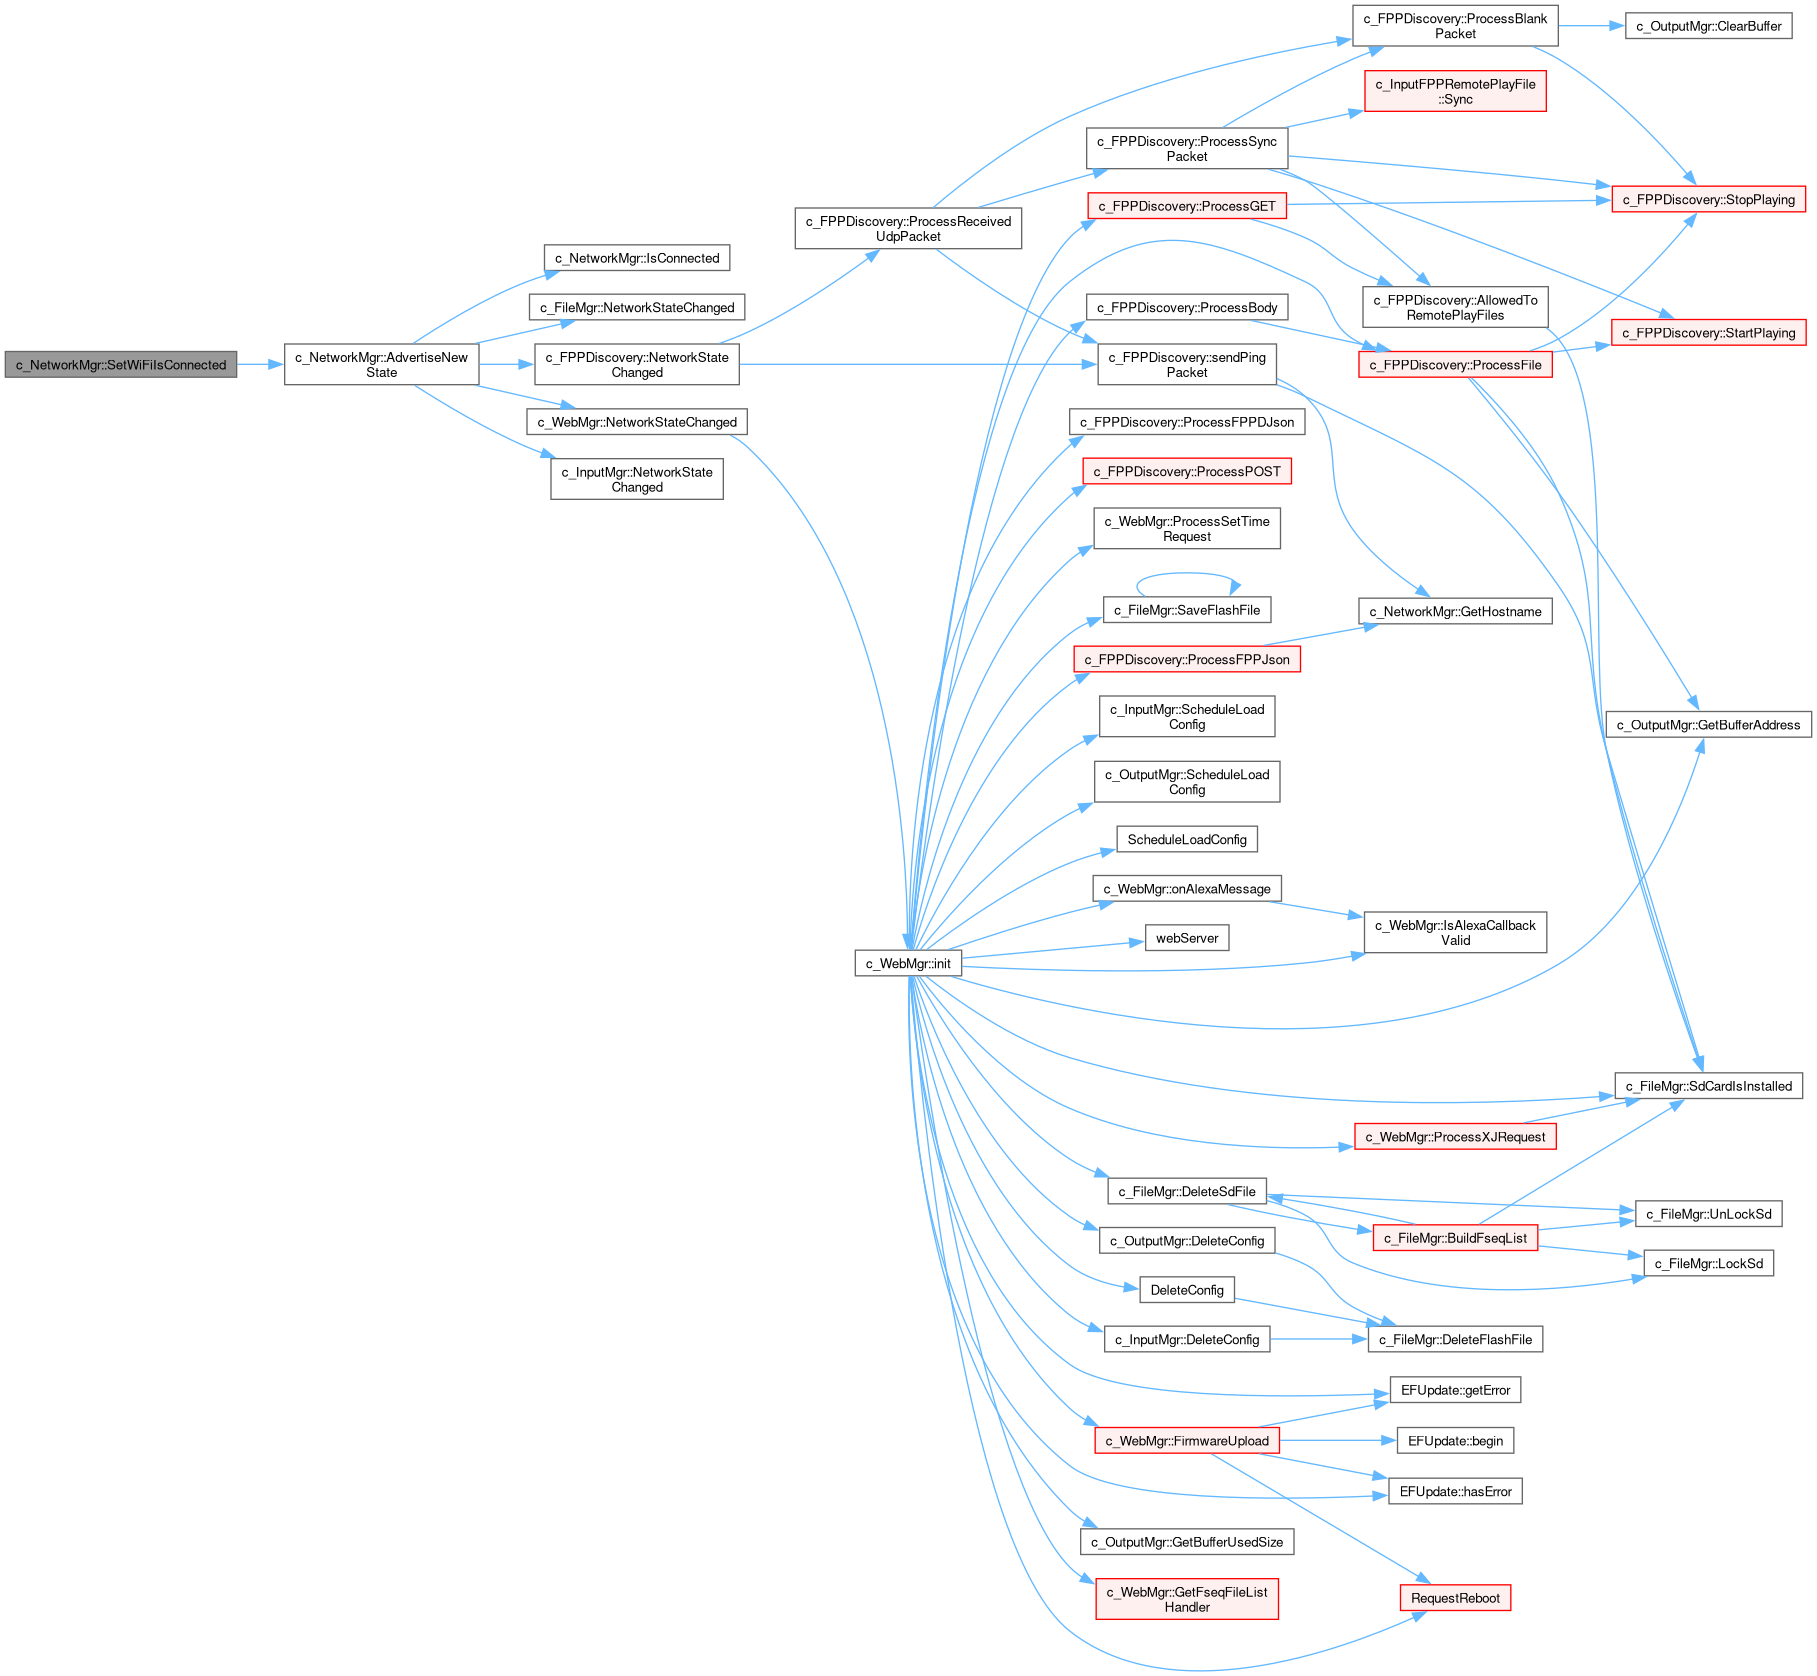 c_NetworkMgr::SetWiFiIsConnected
c_NetworkMgr::AdvertiseNew
State
c_NetworkMgr::IsConnected
c_FileMgr::NetworkStateChanged
c_FPPDiscovery::NetworkState
Changed
c_WebMgr::NetworkStateChanged
c_InputMgr::NetworkState
Changed
c_FPPDiscovery::ProcessReceived
UdpPacket
c_WebMgr::init
c_FPPDiscovery::ProcessSync
Packet
c_FPPDiscovery::ProcessGET
c_FPPDiscovery::ProcessBody
c_FPPDiscovery::sendPing
Packet
c_FPPDiscovery::ProcessFPPDJson
c_FPPDiscovery::ProcessPOST
c_WebMgr::ProcessSetTime
Request
c_FileMgr::SaveFlashFile
c_FPPDiscovery::ProcessFPPJson
c_InputMgr::ScheduleLoad
Config
c_OutputMgr::ScheduleLoad
Config
ScheduleLoadConfig
c_WebMgr::onAlexaMessage
webServer
c_FileMgr::DeleteSdFile
c_OutputMgr::DeleteConfig
DeleteConfig
c_InputMgr::DeleteConfig
c_WebMgr::FirmwareUpload
c_OutputMgr::GetBufferUsedSize
c_WebMgr::GetFseqFileList
Handler
c_FPPDiscovery::ProcessBlank
Packet
c_InputFPPRemotePlayFile
::Sync
c_FPPDiscovery::AllowedTo
RemotePlayFiles
c_FPPDiscovery::ProcessFile
c_NetworkMgr::GetHostname
c_WebMgr::IsAlexaCallback
Valid
c_WebMgr::ProcessXJRequest
c_FileMgr::BuildFseqList
c_FileMgr::DeleteFlashFile
EFUpdate::getError
EFUpdate::begin
EFUpdate::hasError
RequestReboot
c_OutputMgr::ClearBuffer
c_FPPDiscovery::StopPlaying
c_FPPDiscovery::StartPlaying
c_OutputMgr::GetBufferAddress
c_FileMgr::SdCardIsInstalled
c_FileMgr::UnLockSd
c_FileMgr::LockSd